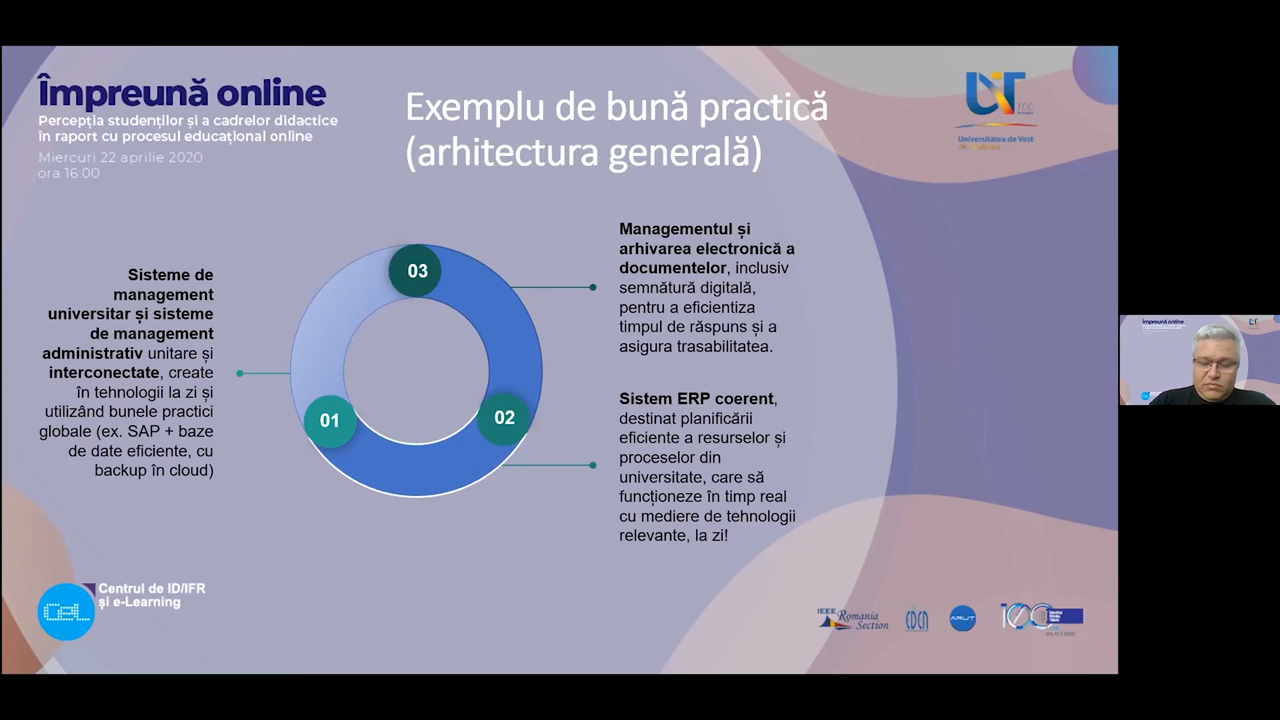 Împreună online
Percepția studenților și a cadrelor didactice
în raport cu procesul educațional online
Miercuri 22 aprilie 2020
ora 16:00
Exemplu de bună practică
(arhitectura generală)
Universitatea de Vest
Sisteme de
management
universitar și sisteme
de management
administrativ unitare și
interconectate, create
în tehnologii la zi și
utilizând bunele practici
globale (ex. SAP + baze
de date eficiente, cu
backup în cloud)
03
01
02
Managementul și
arhivarea electronică a
documentelor, inclusiv
semnătură digitală,
pentru a eficientiza
timpul de răspuns și a
asigura trasabilitatea.
Sistem ERP coerent,
destinat planificării
eficiente a resurselor și
proceselor din
universitate, care să
funcționeze în timp real
cu mediere de tehnologii
relevante, la zi!
Centrul de ID/IFR
și e-Learning
CeL
IEEE
Romania
Section
EDEN
ARUT
100
Împreună online